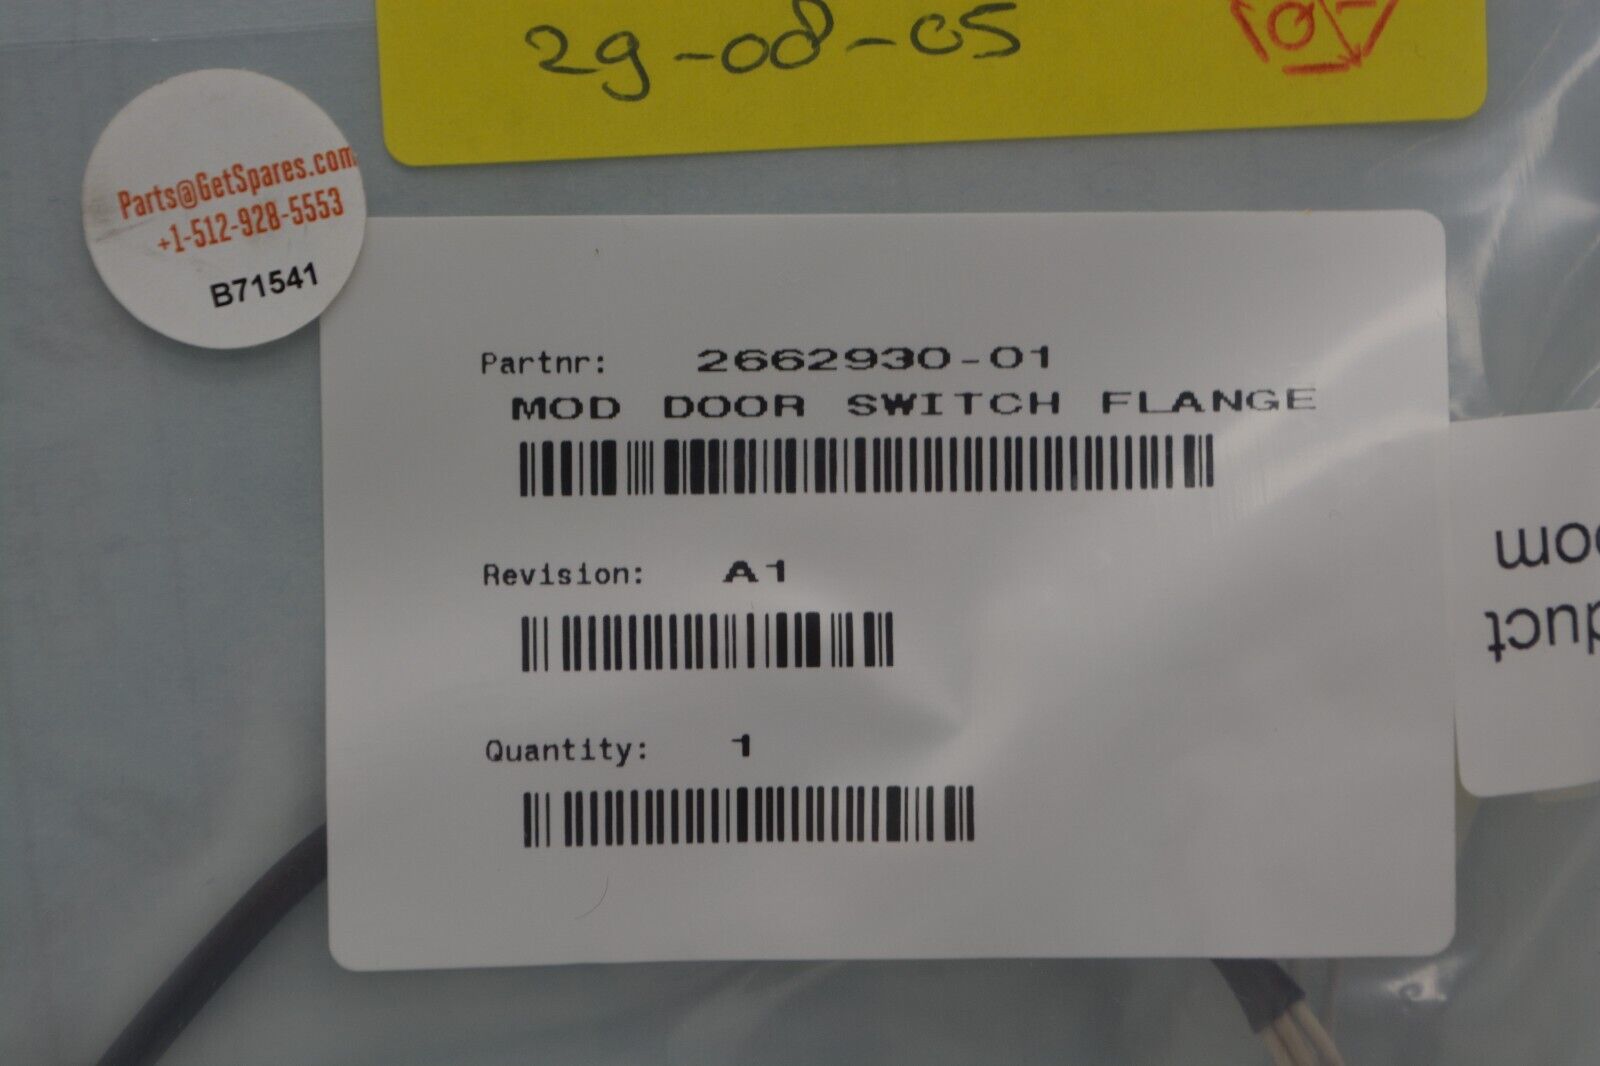 29-08-05
Parts@GetSpares.com
+1-512-928-5553
B71541
Partnr: 2662930-01
MOD DOOR SWITCH FLANGE
Revision: A1
Quantity: 1